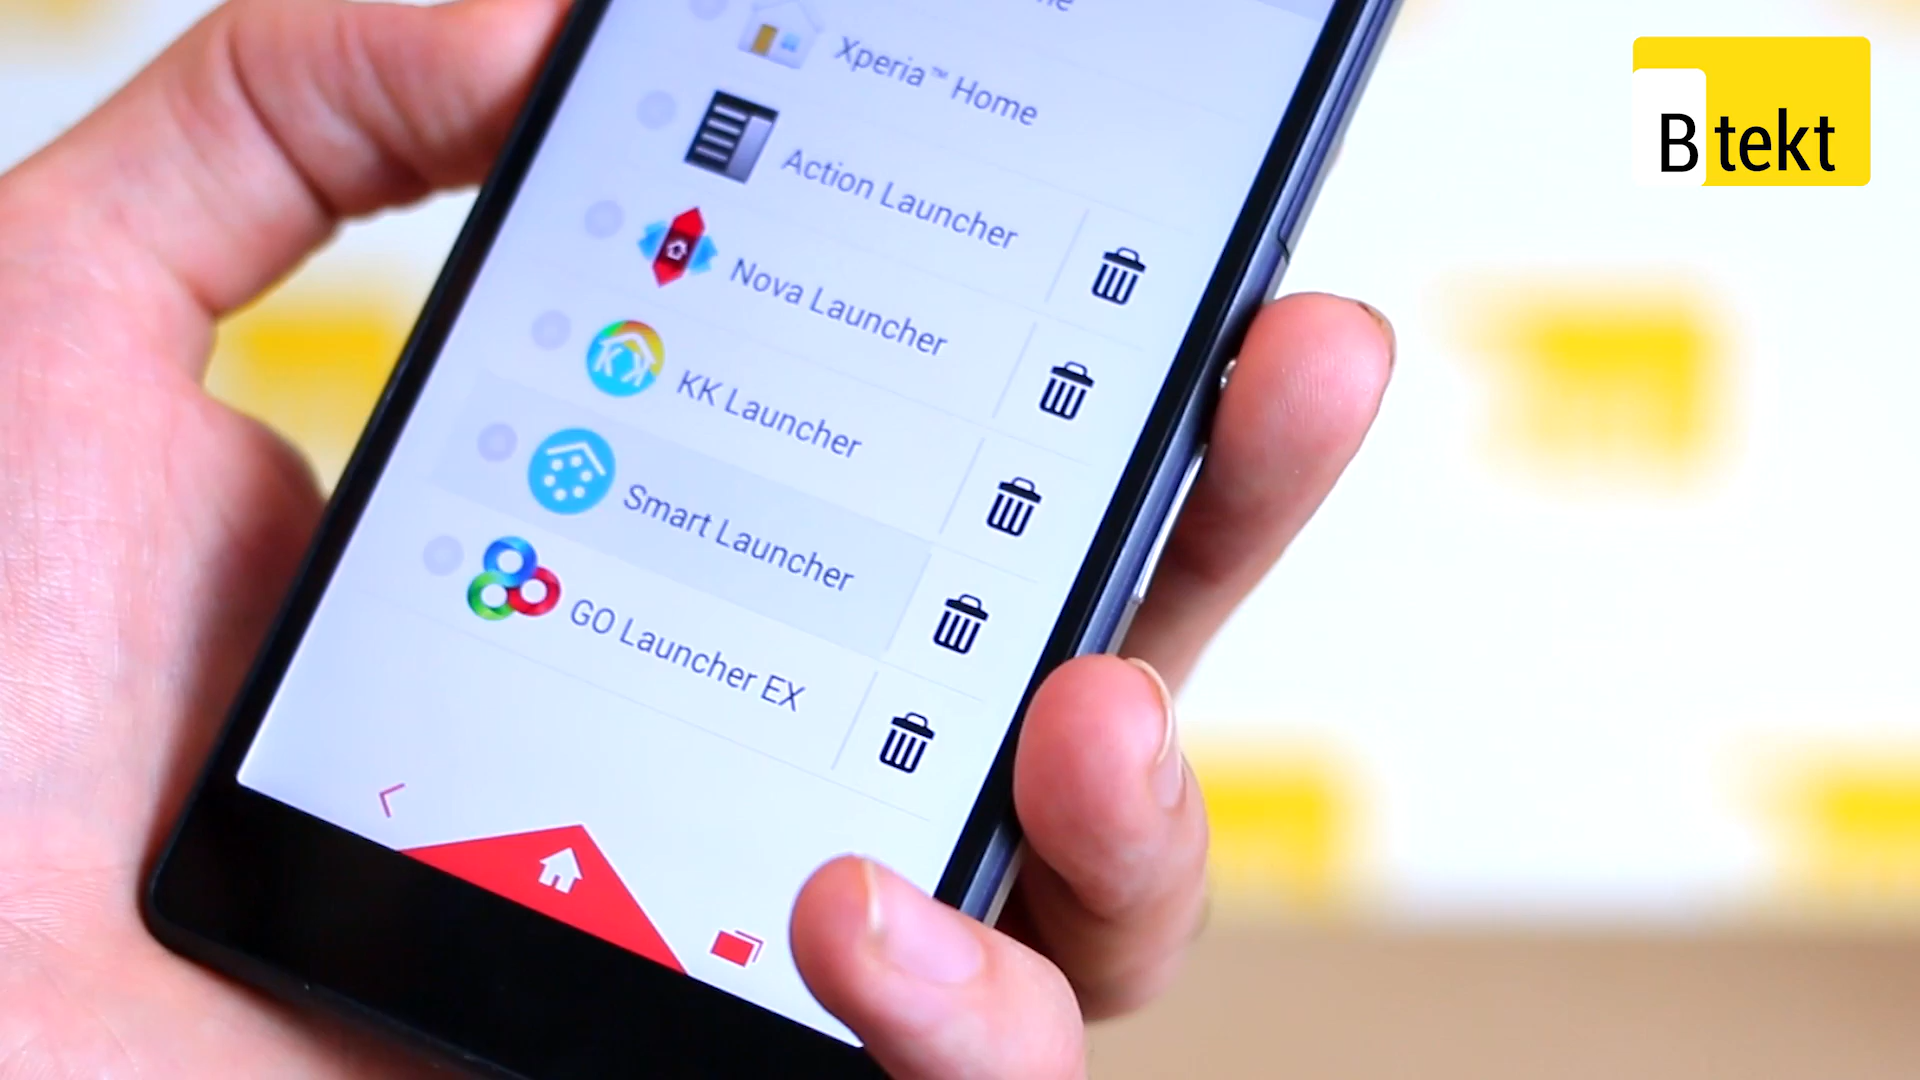 Xperia™ Home
Action Launcher
Nova Launcher
KK Launcher
Smart Launcher
GO Launcher EX
B tekt